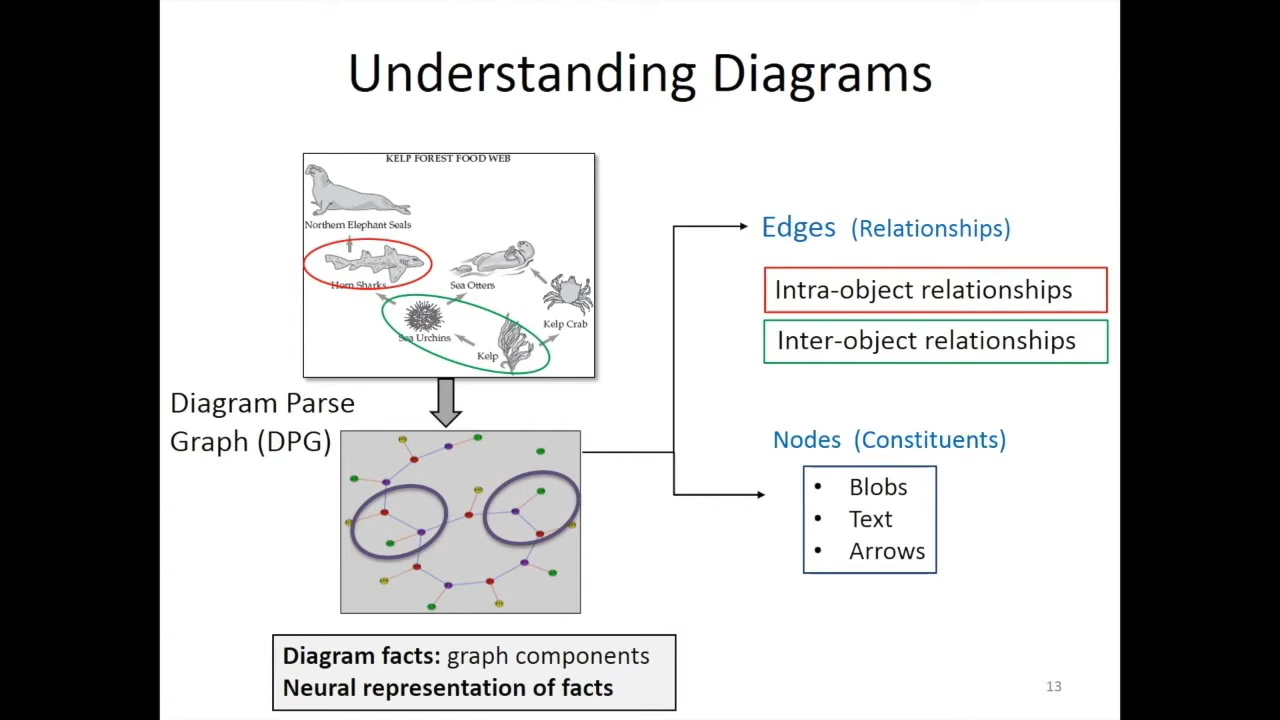 Understanding Diagrams
KELP FOREST FOOD WEB
Northern Elephant Seals
Horn Sharks
Sea Otters
Kelp Crab
Sea Urchins
Kelp
Diagram Parse
Graph (DPG)
Edges (Relationships)
Intra-object relationships
Inter-object relationships
Nodes (Constituents)
• Blobs
• Text
• Arrows
Diagram facts: graph components
Neural representation of facts
13